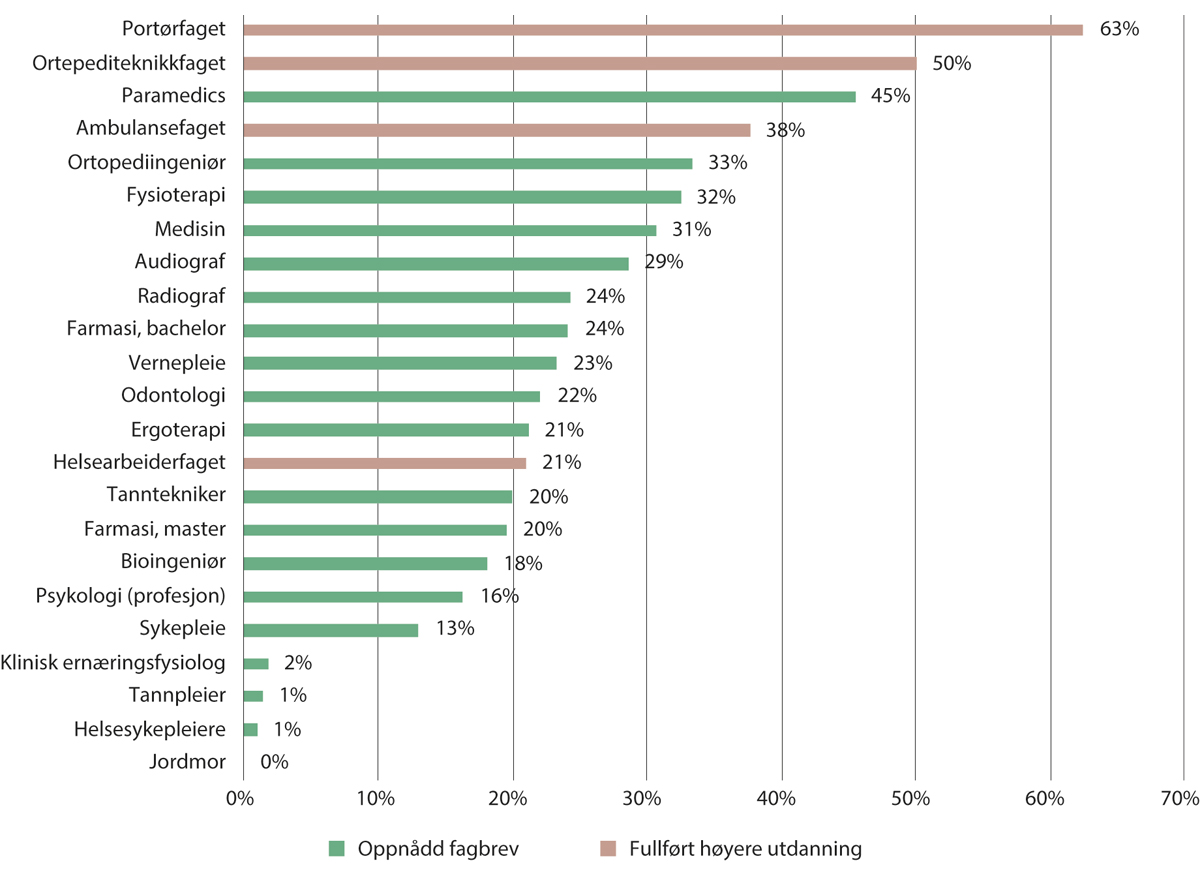 Portørfaget 63%
Ortepediteknikkfaget 50%
Paramedics 45%
Ambulansefaget 38%
Ortopediingeniør 33%
Fysioterapi 32%
Medisin 31%
Audiograf 29%
Radiograf 24%
Farmasi, bachelor 24%
Vernepleie 23%
Odontologi 22%
Ergoterapi 21%
Helsearbeiderfaget 21%
Tanntekniker 20%
Farmasi, master 20%
Bioingeniør 18%
Psykologi (profesjon) 16%
Sykepleie 13%
Klinisk ernæringsfysiolog 2%
Tannpleier 1%
Helsesykepleiere 1%
Jordmor 0%
0% 10% 20% 30% 40% 50% 60% 70%
Oppnådd fagbrev Fullført høyere utdanning